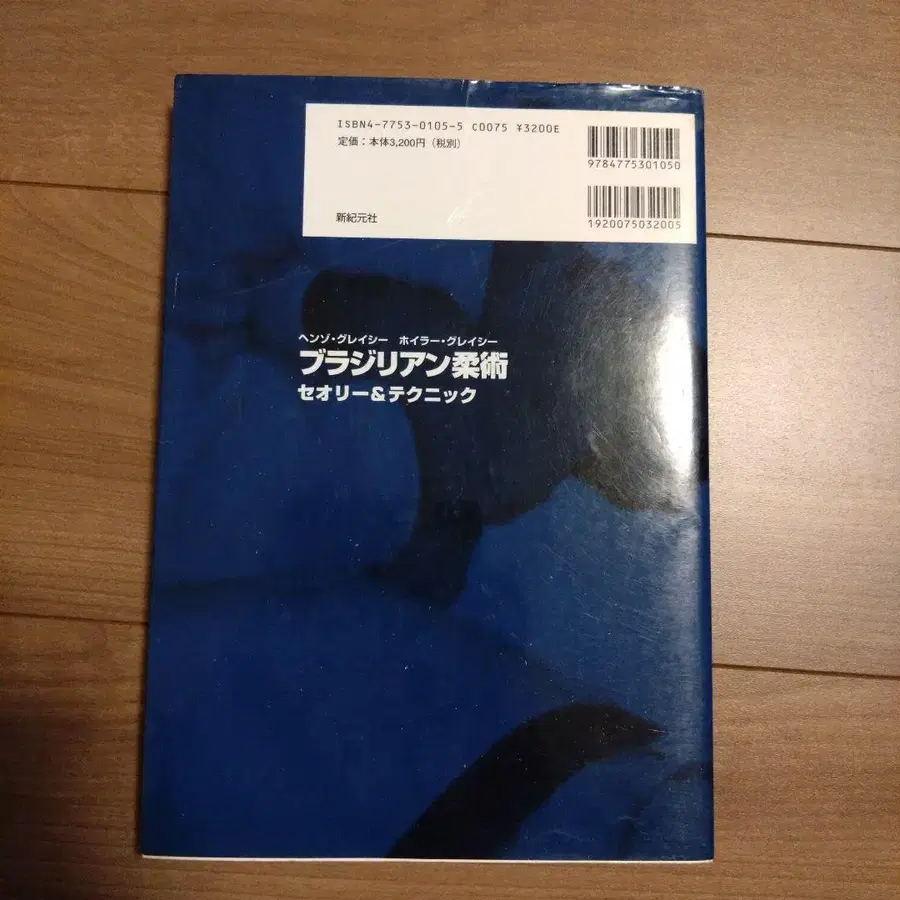 ISBN4-7753-0105-5 C0075 ¥3200E
定価：本体3,200円（税別）
9784775301050
1920075032005
新紀元社
ヘンゾ・グレイシー ホイラー・グレイシー
ブラジリアン柔術
セオリー&テクニック